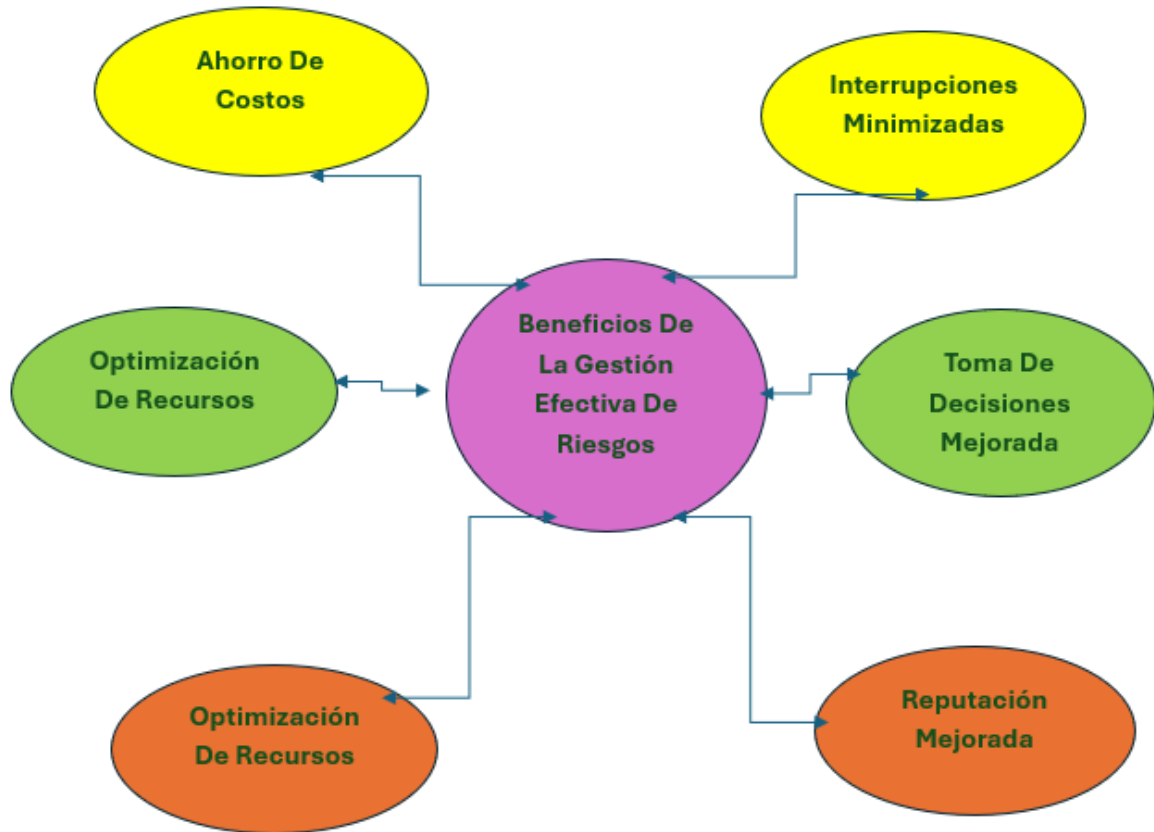 Ahorro De
Costos
Interrupciones
Minimizadas
Beneficios De
La Gestión
Efectiva De
Riesgos
Optimización
De Recursos
Toma De
Decisiones
Mejorada
Optimización
De Recursos
Reputación
Mejorada